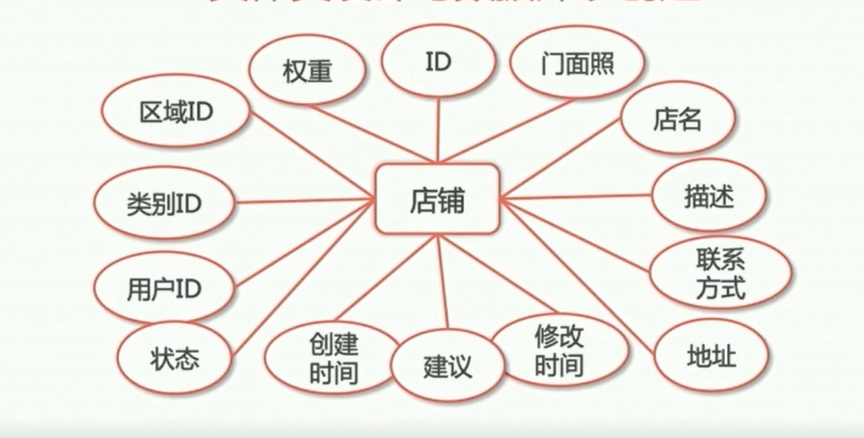 权重
ID
门面照
区域ID
店名
类别ID
店铺
描述
用户ID
联系
方式
状态
创建
时间
建议
修改
时间
地址